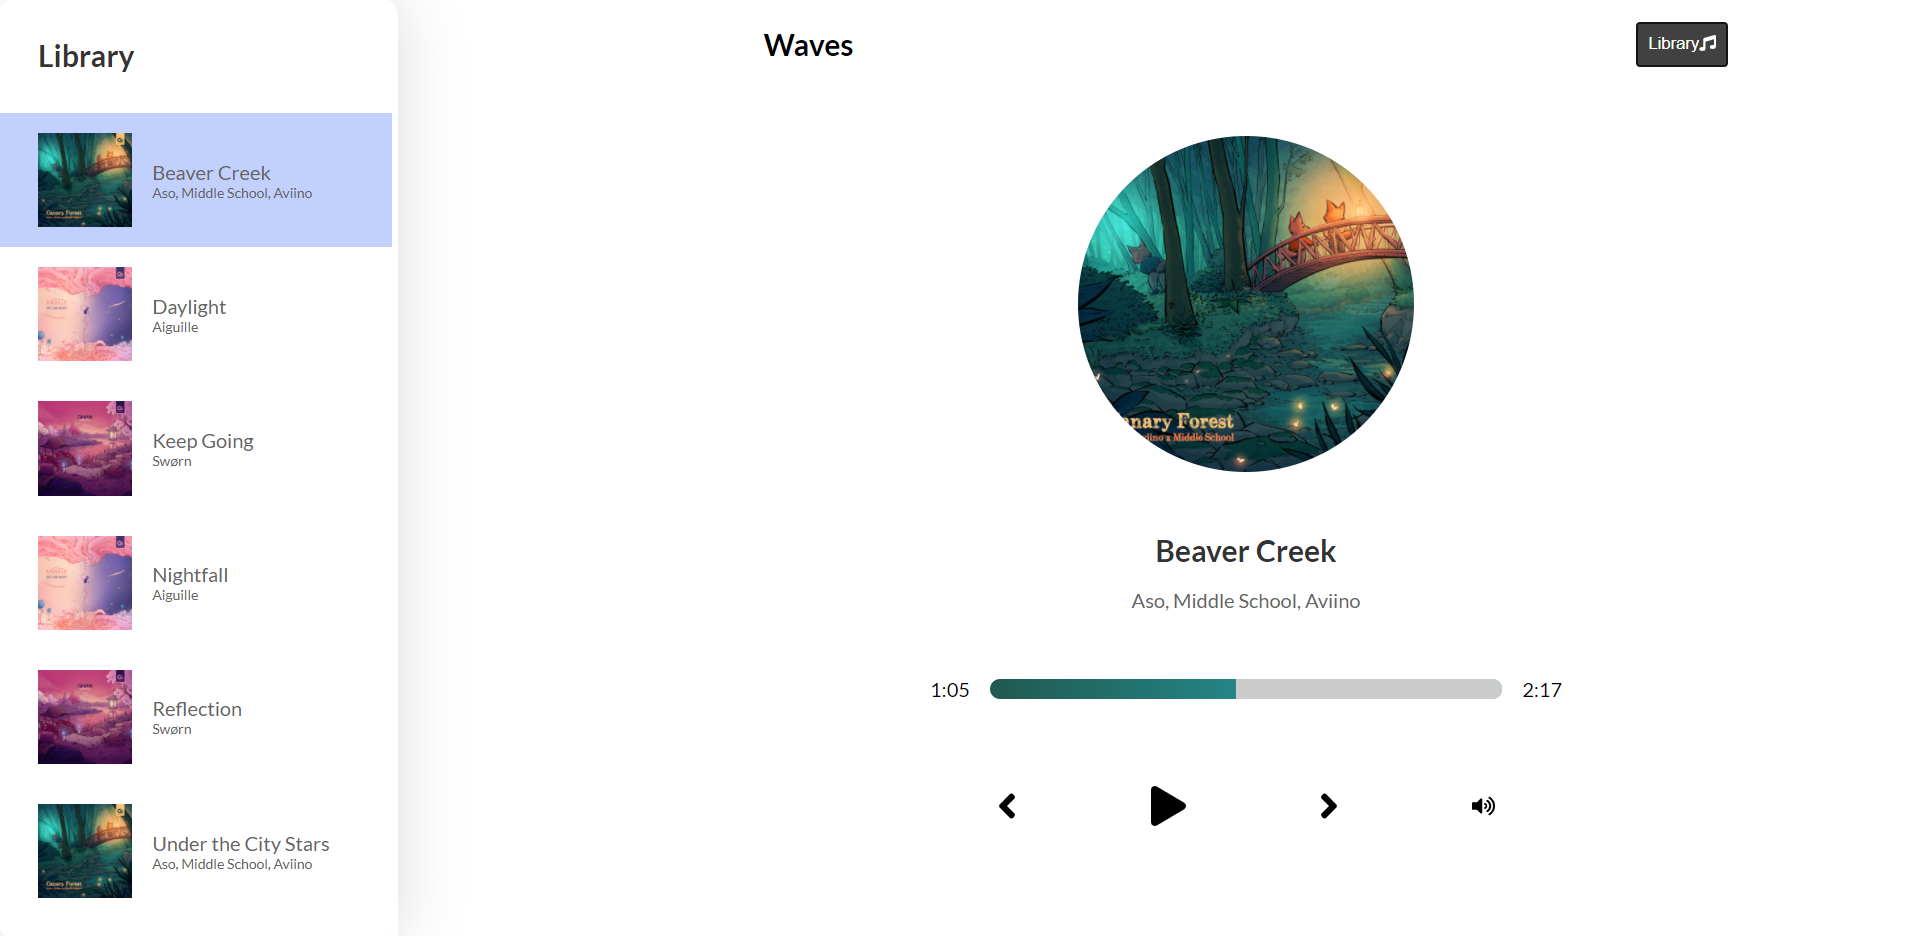 Library
Beaver Creek
Aso, Middle School, Aviino
Daylight
Aiguille
Keep Going
Swørn
Nightfall
Aiguille
Reflection
Swørn
Under the City Stars
Aso, Middle School, Aviino
Waves
Library
Canary Forest
nary Forest
iino x Middle School
Beaver Creek
Aso, Middle School, Aviino
1:05
2:17